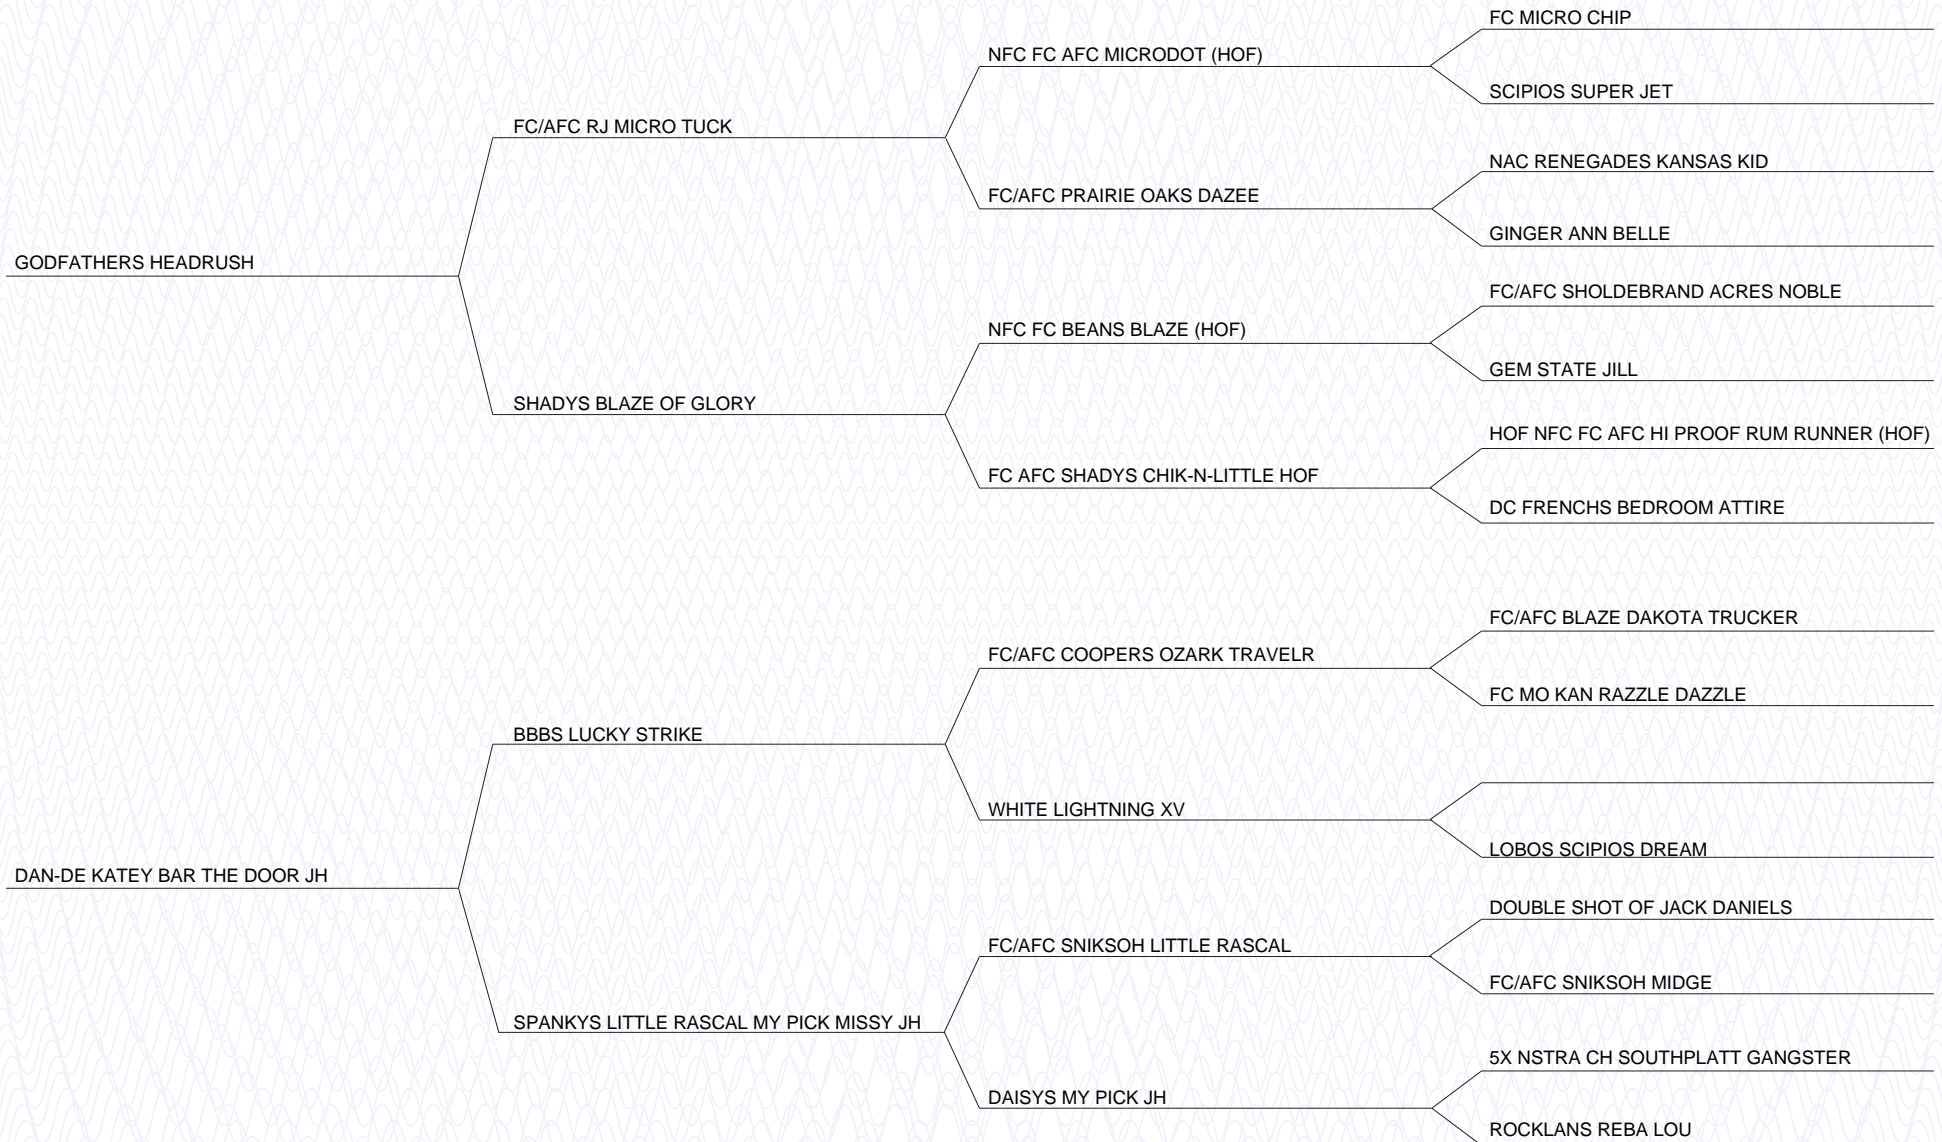 FC MICRO CHIP
NFC FC AFC MICRODOT (HOF)
SCIPIOS SUPER JET
FC/AFC RJ MICRO TUCK
NAC RENEGADES KANSAS KID
FC/AFC PRAIRIE OAKS DAZEE
GINGER ANN BELLE
GODFATHERS HEADRUSH
FC/AFC SHOLDEBRAND ACRES NOBLE
NFC FC BEANS BLAZE (HOF)
GEM STATE JILL
SHADYS BLAZE OF GLORY
HOF NFC FC AFC HI PROOF RUM RUNNER (HOF)
FC AFC SHADYS CHIK-N-LITTLE HOF
DC FRENCHS BEDROOM ATTIRE
FC/AFC BLAZE DAKOTA TRUCKER
FC/AFC COOPERS OZARK TRAVELR
FC MO KAN RAZZLE DAZZLE
BBBS LUCKY STRIKE
WHITE LIGHTNING XV
LOBOS SCIPIOS DREAM
DAN-DE KATEY BAR THE DOOR JH
DOUBLE SHOT OF JACK DANIELS
FC/AFC SNIKSOH LITTLE RASCAL
FC/AFC SNIKSOH MIDGE
SPANKYS LITTLE RASCAL MY PICK MISSY JH
5X NSTRA CH SOUTHPLATT GANGSTER
DAISYS MY PICK JH
ROCKLANS REBA LOU